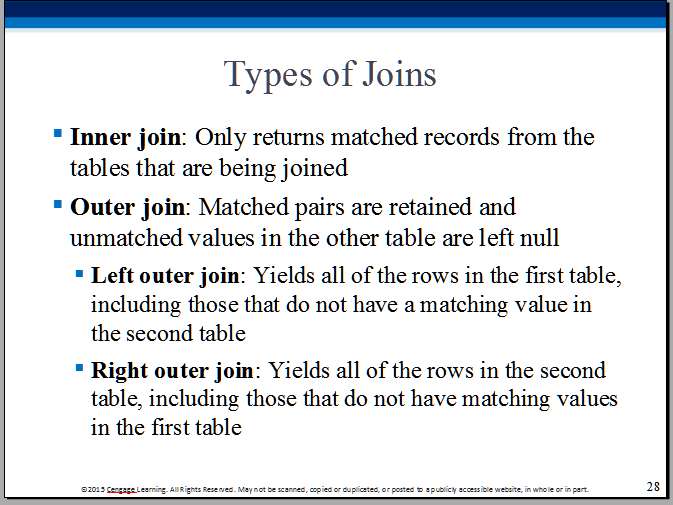 Types of Joins
Inner join: Only returns matched records from the
tables that are being joined
Outer join: Matched pairs are retained and
unmatched values in the other table are left null
Left outer join: Yields all of the rows in the first table,
including those that do not have a matching value in
the second table
Right outer join: Yields all of the rows in the second
table, including those that do not have matching values
in the first table
©2015 Cengage Learning. All Rights Reserved. May not be scanned, copied or duplicated, or posted to a publicly accessible website, in whole or in part.
28